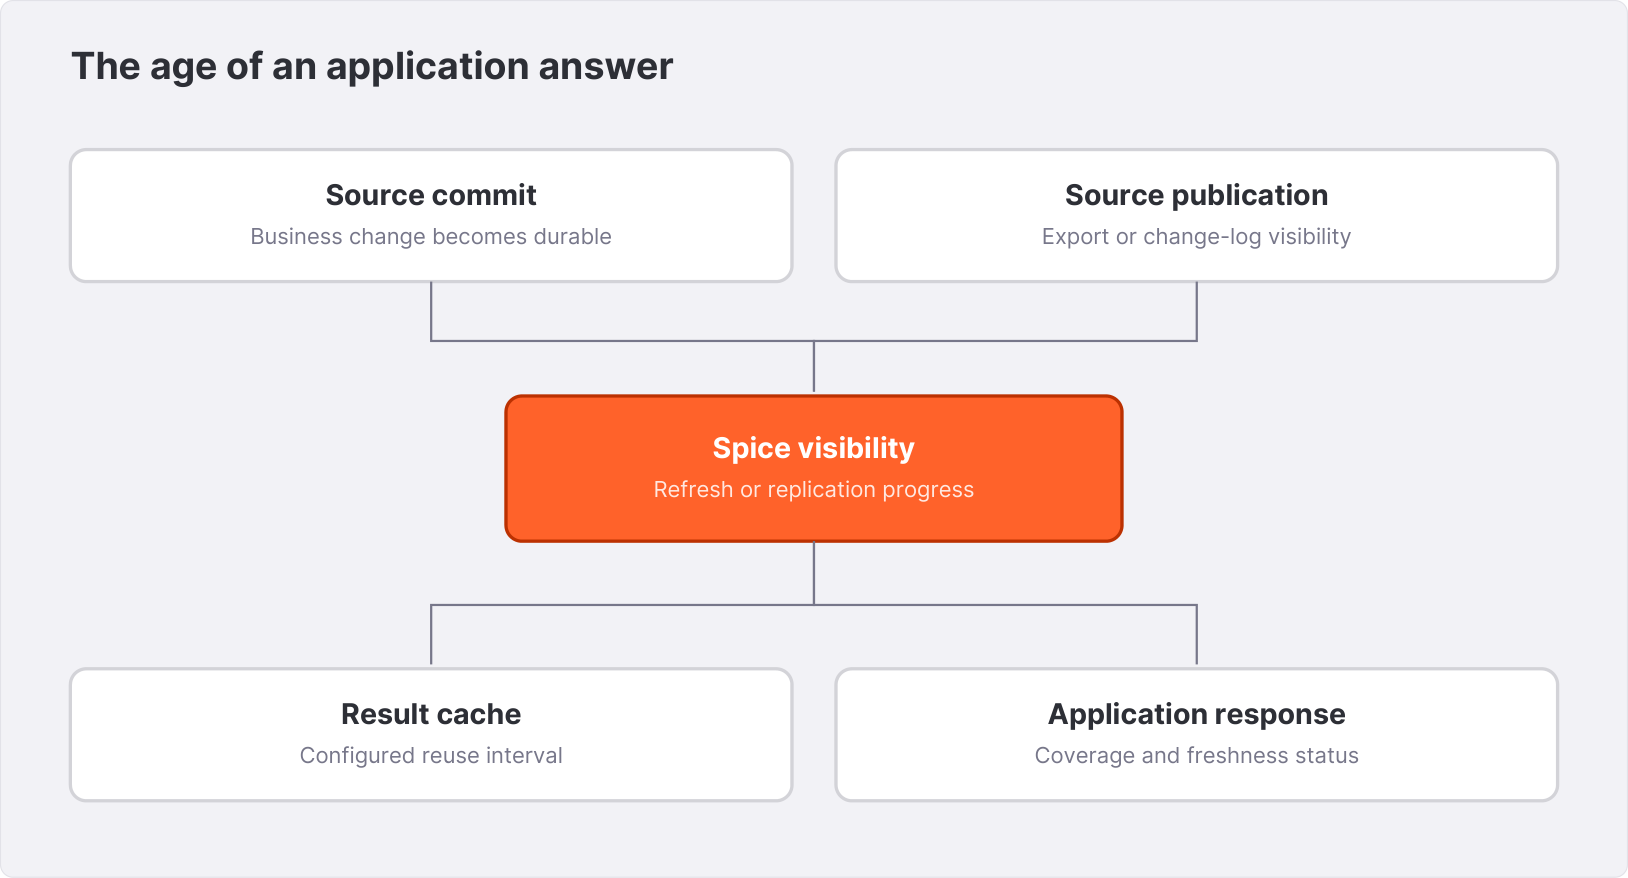 The age of an application answer
Source commit
Business change becomes durable
Source publication
Export or change-log visibility
Spice visibility
Refresh or replication progress
Result cache
Configured reuse interval
Application response
Coverage and freshness status